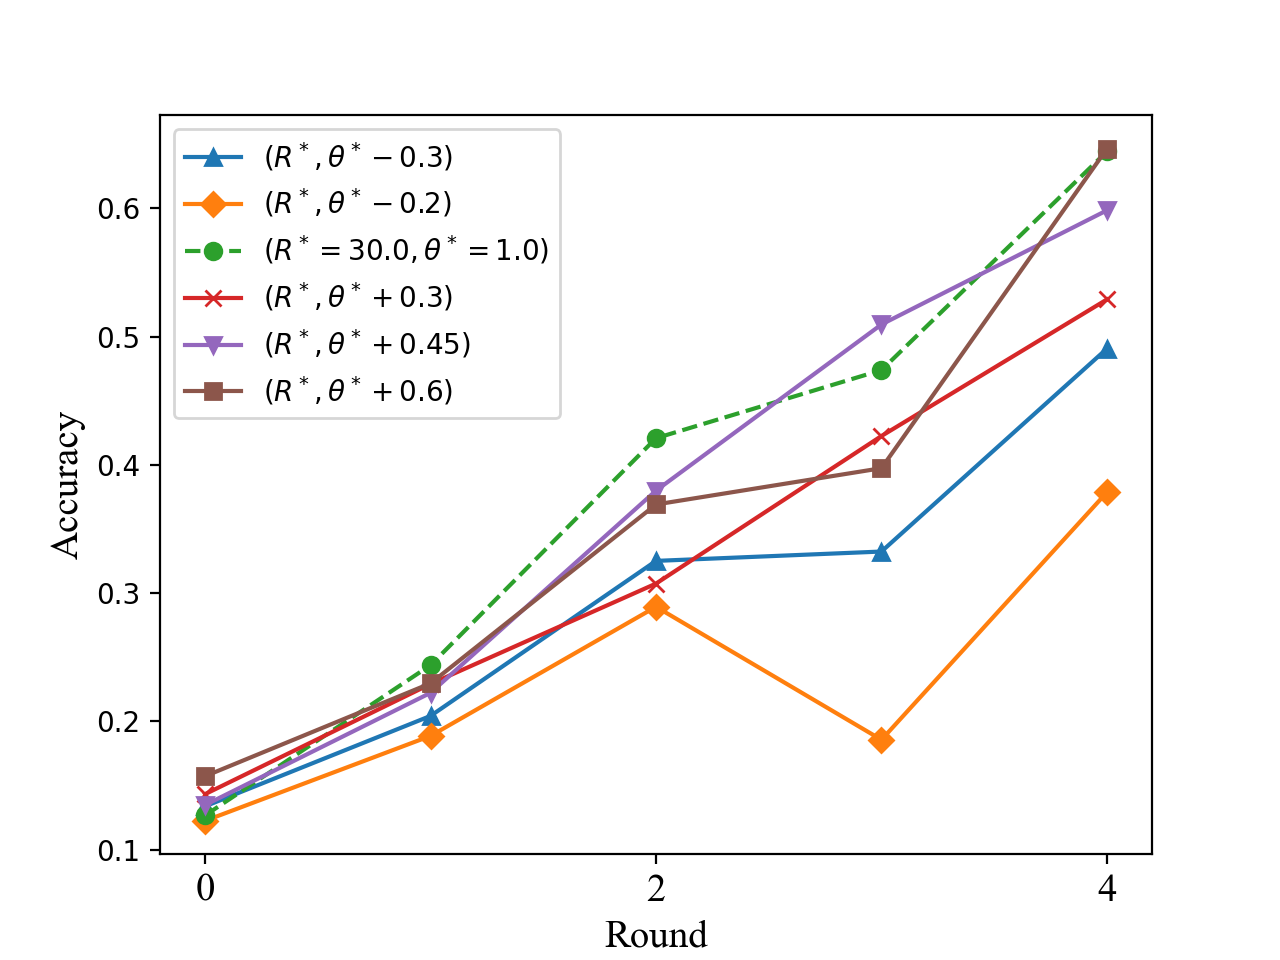 (R*, θ* − 0.3)
(R*, θ* − 0.2)
(R* = 30.0, θ* = 1.0)
(R*, θ* + 0.3)
(R*, θ* + 0.45)
(R*, θ* + 0.6)
0.6
0.5
0.4
0.3
0.2
0.1
Accuracy
0 2 4
Round